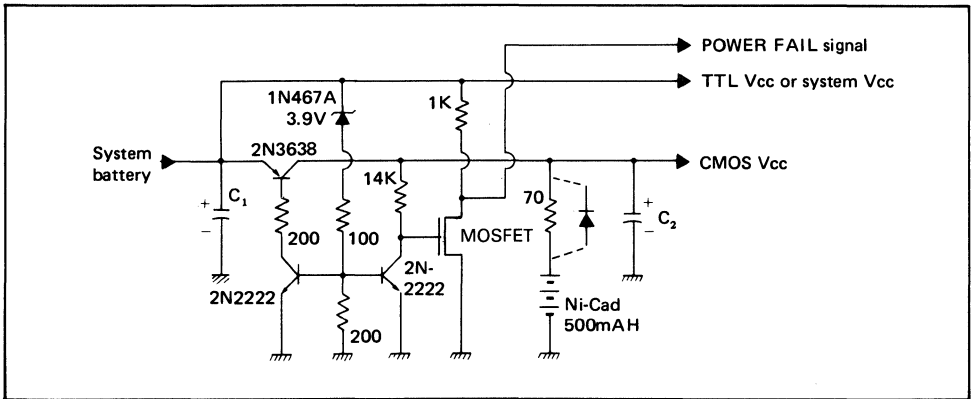 POWER FAIL signal
TTL Vcc or system Vcc
1N467A
3.9V
1K
System
battery
2N3638
CMOS Vcc
C₁
+
−
14K
70
+
−
C₂
200
100
MOSFET
2N2222
2N-
2222
200
Ni-Cad
500mAH